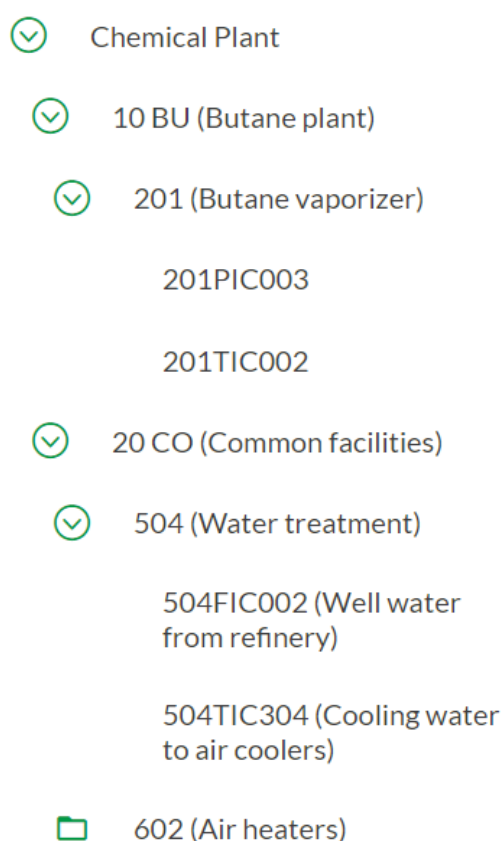 Chemical Plant
10 BU (Butane plant)
201 (Butane vaporizer)
201PIC003
201TIC002
20 CO (Common facilities)
504 (Water treatment)
504FIC002 (Well water
from refinery)
504TIC304 (Cooling water
to air coolers)
602 (Air heaters)